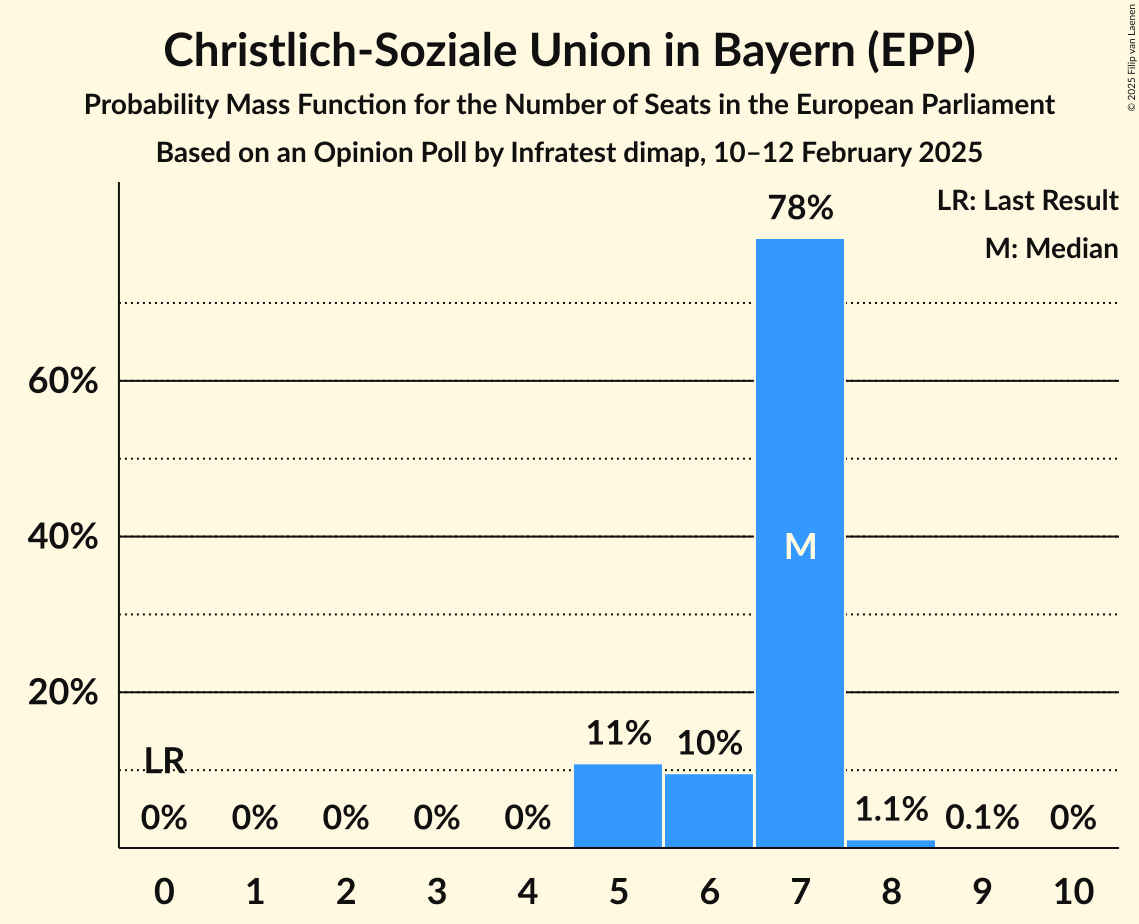 Christlich-Soziale Union in Bayern (EPP)
Probability Mass Function for the Number of Seats in the European Parliament
Based on an Opinion Poll by Infratest dimap, 10–12 February 2025
© 2025 Filip van Laenen
LR: Last Result
M: Median
78%
60%
40%
M
20%
11%
10%
LR
0% 0% 0% 0% 0% 1.1% 0.1% 0%
0 1 2 3 4 5 6 7 8 9 10